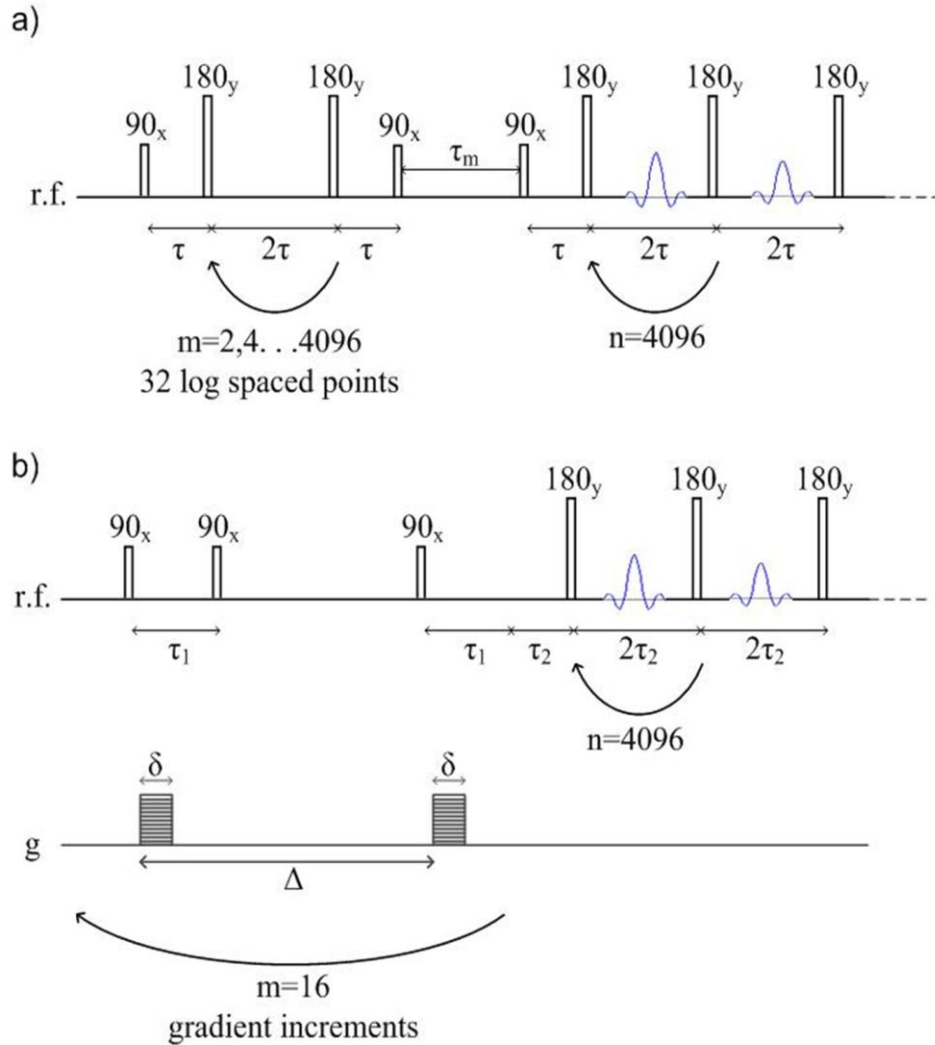 a)
180y 180y 180y 180y 180y
90x 90x 90x
τm
r.f.
τ 2τ τ τ 2τ 2τ
m=2,4. . .4096 n=4096
32 log spaced points
b)
180y 180y 180y
90x 90x 90x
r.f.
τ1 τ1 τ2 2τ2 2τ2
n=4096
δ δ
g
Δ
m=16
gradient increments